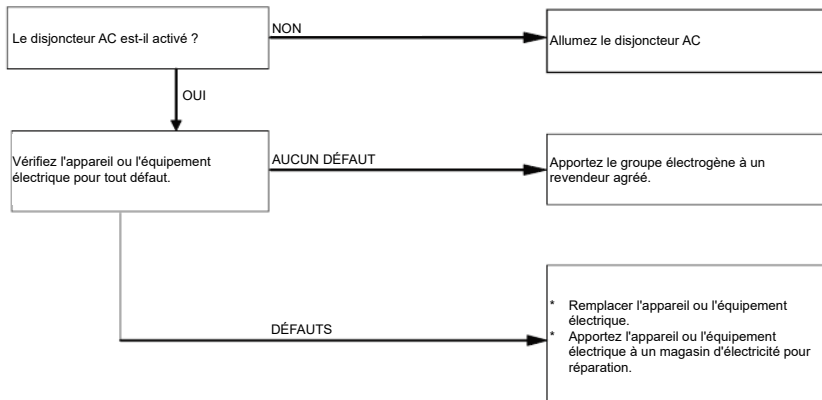 Le disjoncteur AC est-il activé ?
NON
Allumez le disjoncteur AC
OUI
Vérifiez l'appareil ou l'équipement
électrique pour tout défaut.
AUCUN DÉFAUT
Apportez le groupe électrogène à un
revendeur agréé.
DÉFAUTS
* Remplacer l'appareil ou l'équipement
électrique.
* Apportez l'appareil ou l'équipement
électrique à un magasin d'électricité pour
réparation.